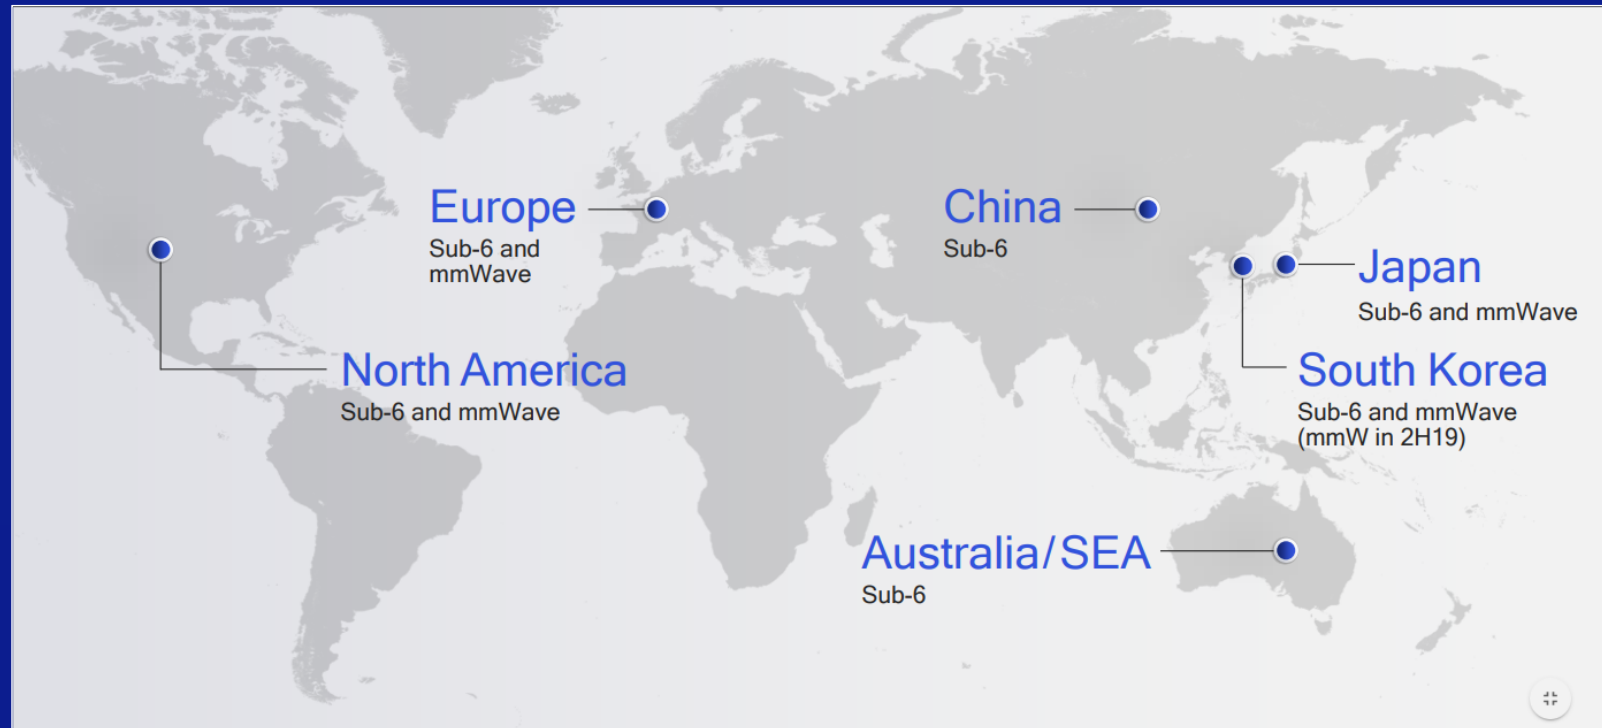 Europe
Sub-6 and
mmWave
China
Sub-6
Japan
Sub-6 and mmWave
North America
Sub-6 and mmWave
South Korea
Sub-6 and mmWave
(mmW in 2H19)
Australia/SEA
Sub-6